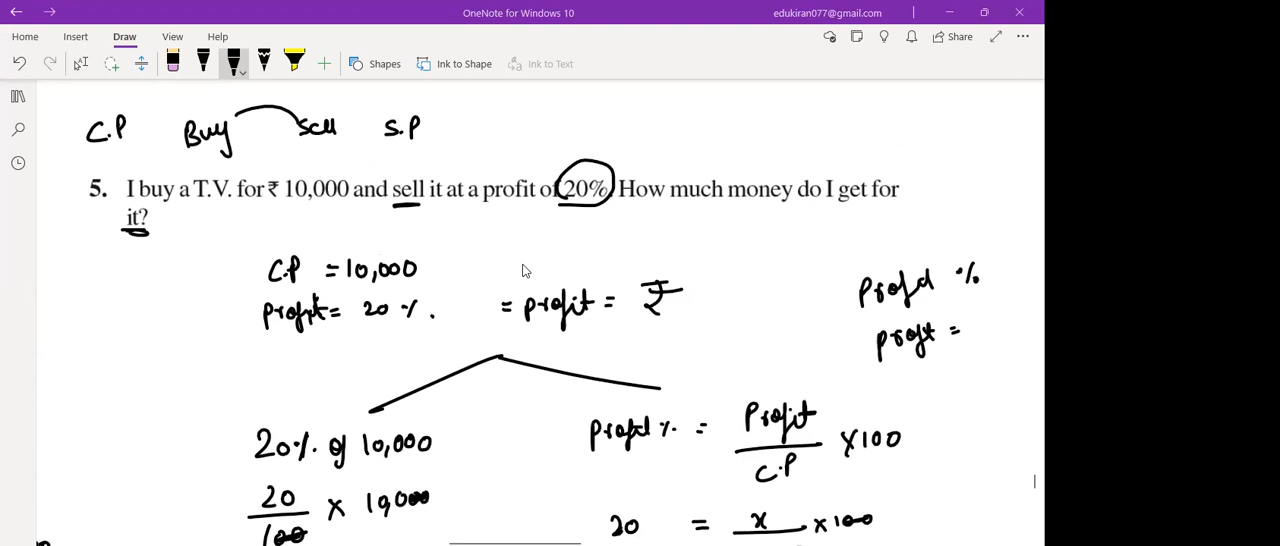 OneNote for Windows 10
edukiran077@gmail.com
Home Insert Draw View Help
Share
Shapes Ink to Shape Ink to Text
C.P Buy Sell S.P
5. I buy a T.V. for ₹ 10,000 and sell it at a profit of 20%. How much money do I get for
it?
C.P = 10,000
profit = 20 %. = profit = ₹
Profit %
profit =
20% of 10,000
Profit % = Profit / C.P × 100
20 / 100 × 10,000
20 = x × 100